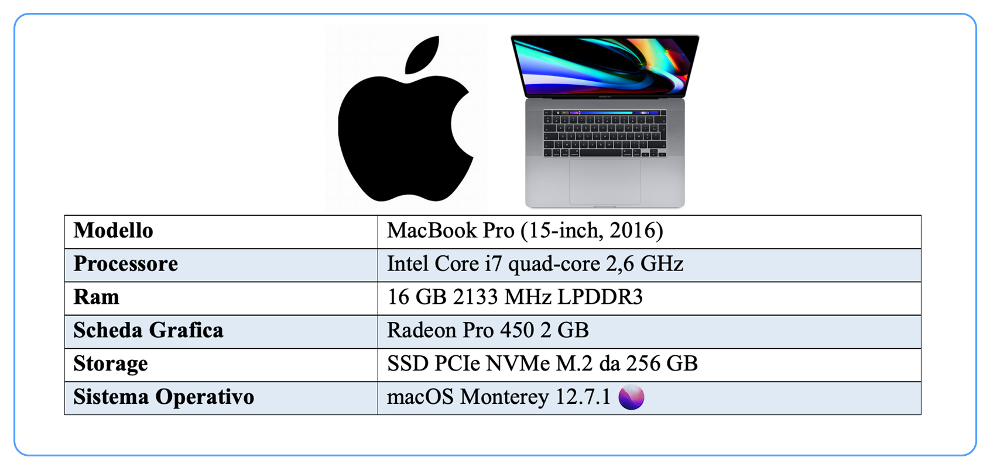 Modello MacBook Pro (15-inch, 2016)
Processore Intel Core i7 quad-core 2,6 GHz
Ram 16 GB 2133 MHz LPDDR3
Scheda Grafica Radeon Pro 450 2 GB
Storage SSD PCIe NVMe M.2 da 256 GB
Sistema Operativo macOS Monterey 12.7.1